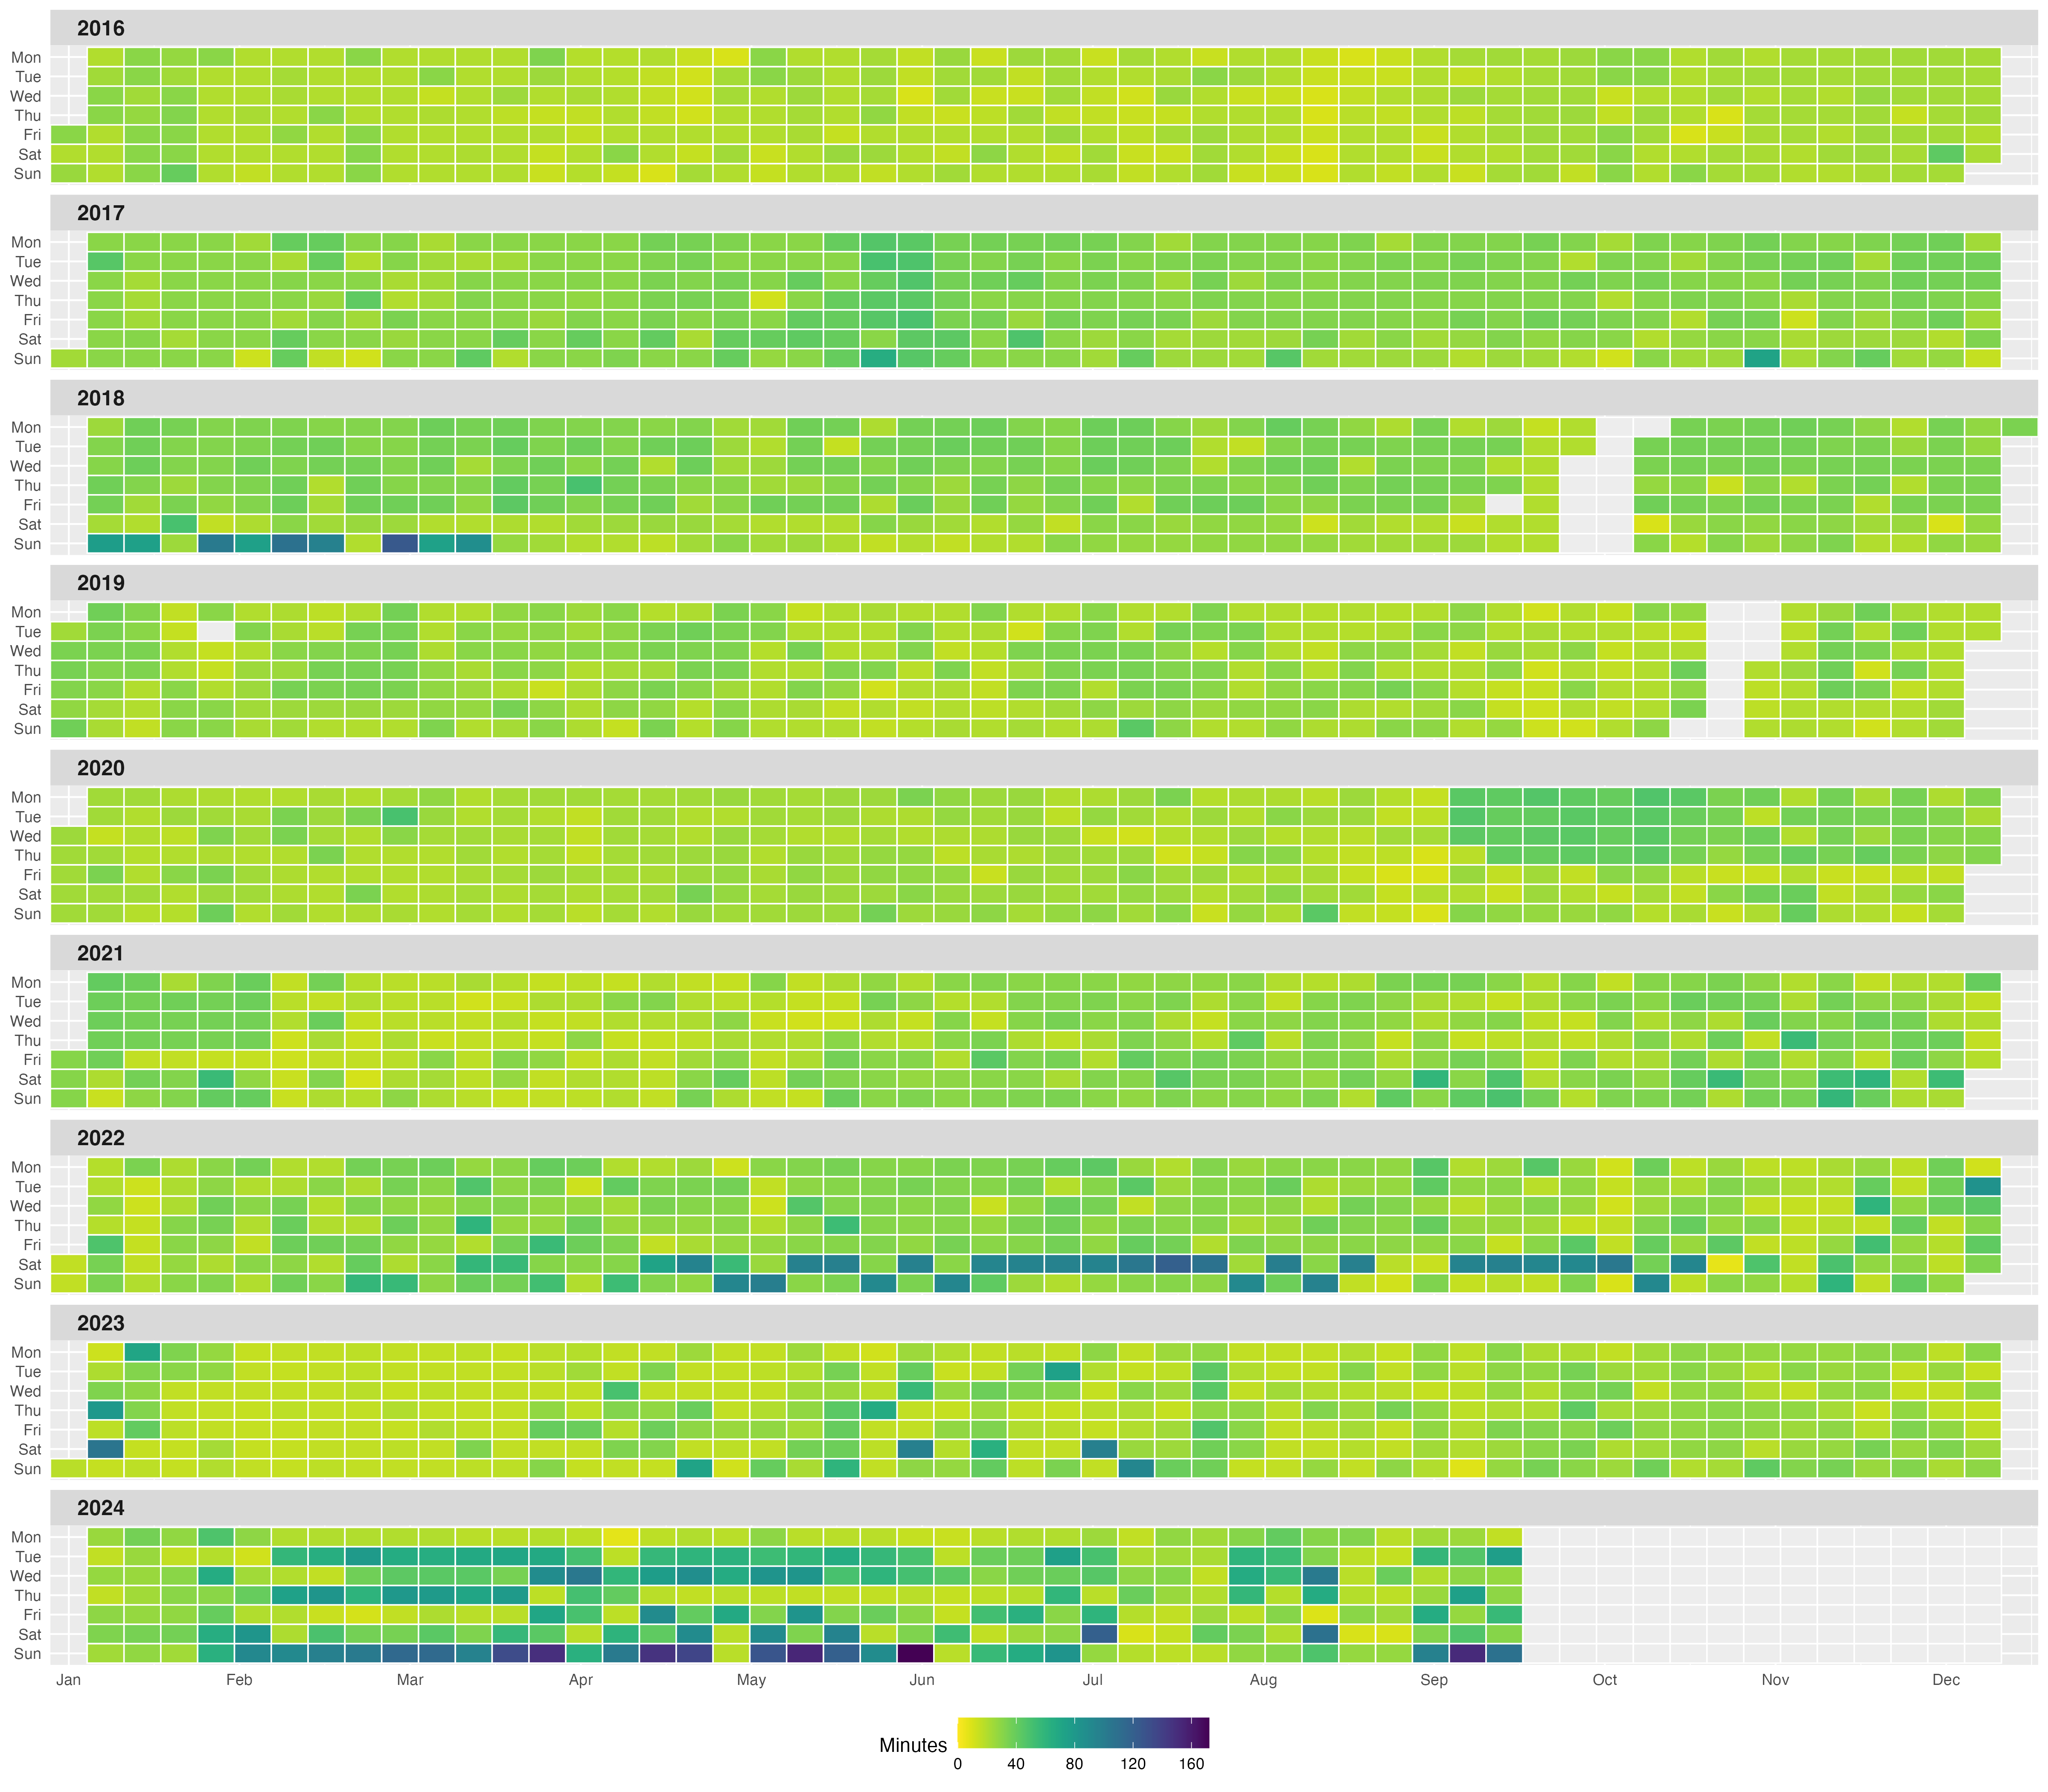 2016
Mon
Tue
Wed
Thu
Fri
Sat
Sun
2017
Mon
Tue
Wed
Thu
Fri
Sat
Sun
2018
Mon
Tue
Wed
Thu
Fri
Sat
Sun
2019
Mon
Tue
Wed
Thu
Fri
Sat
Sun
2020
Mon
Tue
Wed
Thu
Fri
Sat
Sun
2021
Mon
Tue
Wed
Thu
Fri
Sat
Sun
2022
Mon
Tue
Wed
Thu
Fri
Sat
Sun
2023
Mon
Tue
Wed
Thu
Fri
Sat
Sun
2024
Mon
Tue
Wed
Thu
Fri
Sat
Sun
Jan Feb Mar Apr May Jun Jul Aug Sep Oct Nov Dec
Minutes
0 40 80 120 160